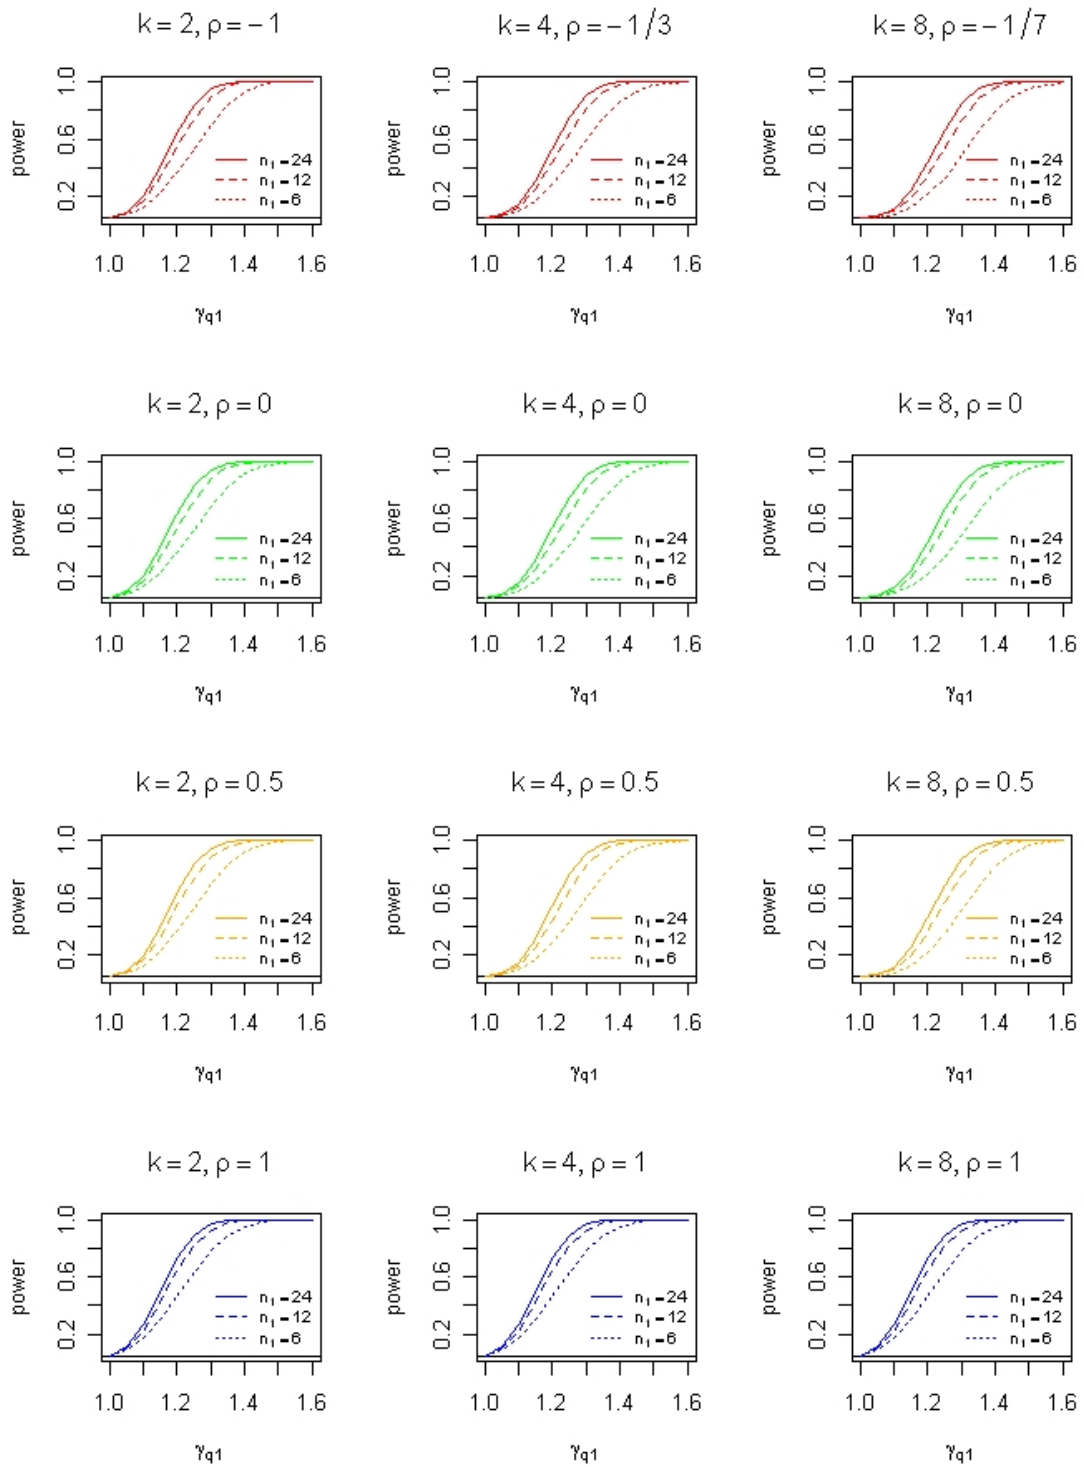 k = 2, ρ = − 1
power
1.0
0.6
0.2
n1=24
n1=12
n1=6
1.0 1.2 1.4 1.6
γq1
k = 4, ρ = − 1/3
power
1.0
0.6
0.2
n1=24
n1=12
n1=6
1.0 1.2 1.4 1.6
γq1
k = 8, ρ = − 1/7
power
1.0
0.6
0.2
n1=24
n1=12
n1=6
1.0 1.2 1.4 1.6
γq1
k = 2, ρ = 0
power
1.0
0.6
0.2
n1=24
n1=12
n1=6
1.0 1.2 1.4 1.6
γq1
k = 4, ρ = 0
power
1.0
0.6
0.2
n1=24
n1=12
n1=6
1.0 1.2 1.4 1.6
γq1
k = 8, ρ = 0
power
1.0
0.6
0.2
n1=24
n1=12
n1=6
1.0 1.2 1.4 1.6
γq1
k = 2, ρ = 0.5
power
1.0
0.6
0.2
n1=24
n1=12
n1=6
1.0 1.2 1.4 1.6
γq1
k = 4, ρ = 0.5
power
1.0
0.6
0.2
n1=24
n1=12
n1=6
1.0 1.2 1.4 1.6
γq1
k = 8, ρ = 0.5
power
1.0
0.6
0.2
n1=24
n1=12
n1=6
1.0 1.2 1.4 1.6
γq1
k = 2, ρ = 1
power
1.0
0.6
0.2
n1=24
n1=12
n1=6
1.0 1.2 1.4 1.6
γq1
k = 4, ρ = 1
power
1.0
0.6
0.2
n1=24
n1=12
n1=6
1.0 1.2 1.4 1.6
γq1
k = 8, ρ = 1
power
1.0
0.6
0.2
n1=24
n1=12
n1=6
1.0 1.2 1.4 1.6
γq1